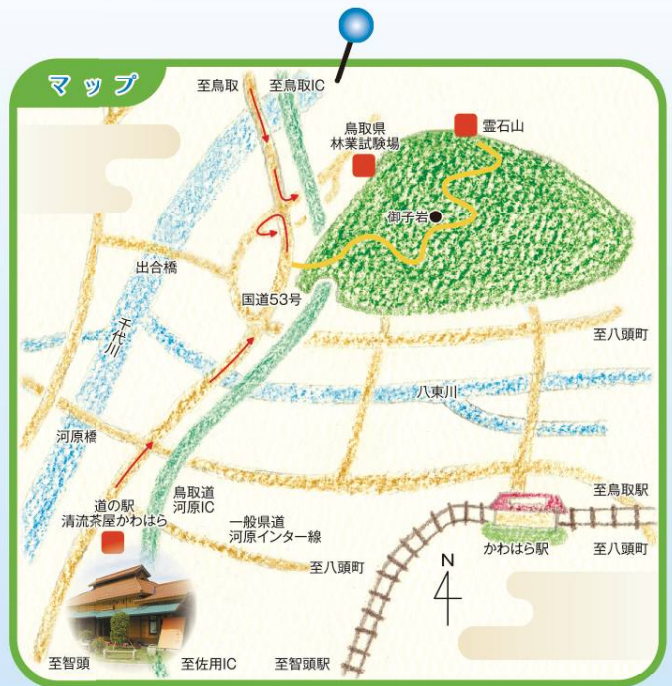 マップ
至鳥取
至鳥取IC
鳥取県
林業試験場
霊石山
御子岩
出合橋
国道53号
千代川
至八頭町
八東川
河原橋
鳥取道
河原IC
道の駅
清流茶屋かわはら
一般県道
河原インター線
至鳥取駅
かわはら駅
至八頭町
至八頭町
N
至智頭
至佐用IC
至智頭駅